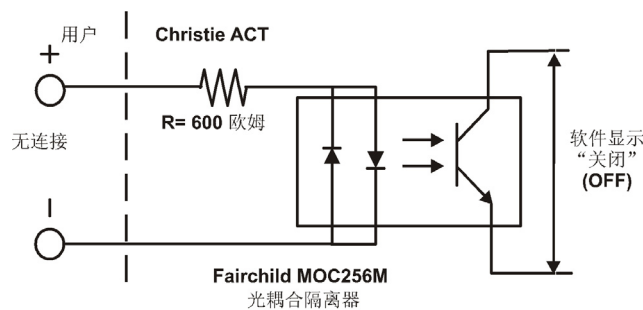 用户
Christie ACT
+
R= 600 欧姆
无连接
软件显示
“关闭”
(OFF)
−
Fairchild MOC256M
光耦合隔离器